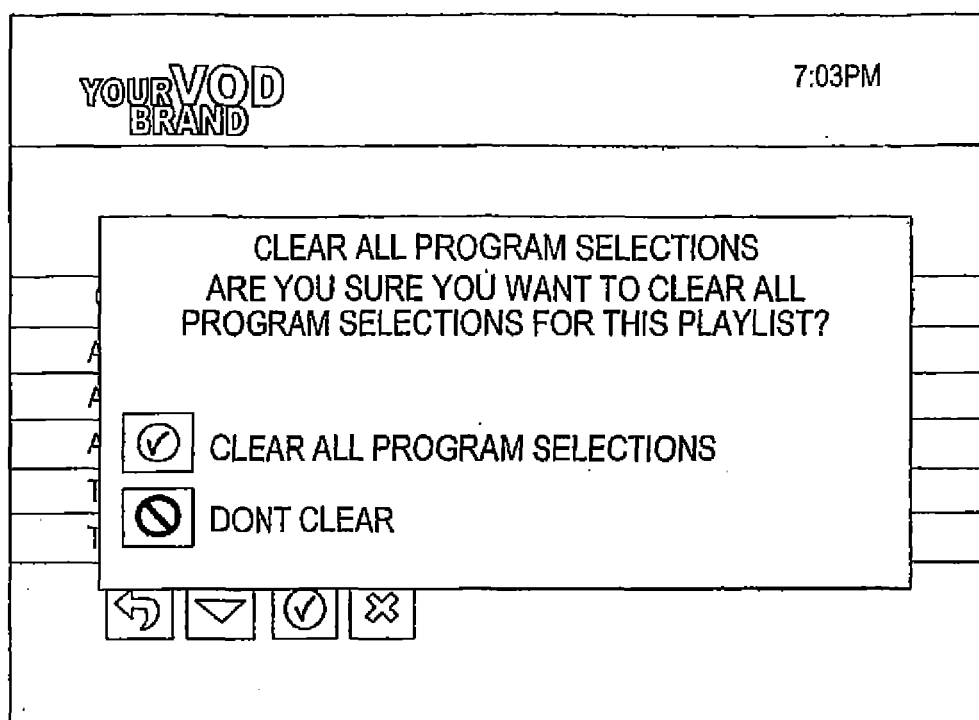 YOUR VOD
BRAND
7:03PM
CLEAR ALL PROGRAM SELECTIONS
ARE YOU SURE YOU WANT TO CLEAR ALL
PROGRAM SELECTIONS FOR THIS PLAYLIST?
A
A
A
CLEAR ALL PROGRAM SELECTIONS
T
DONT CLEAR
T